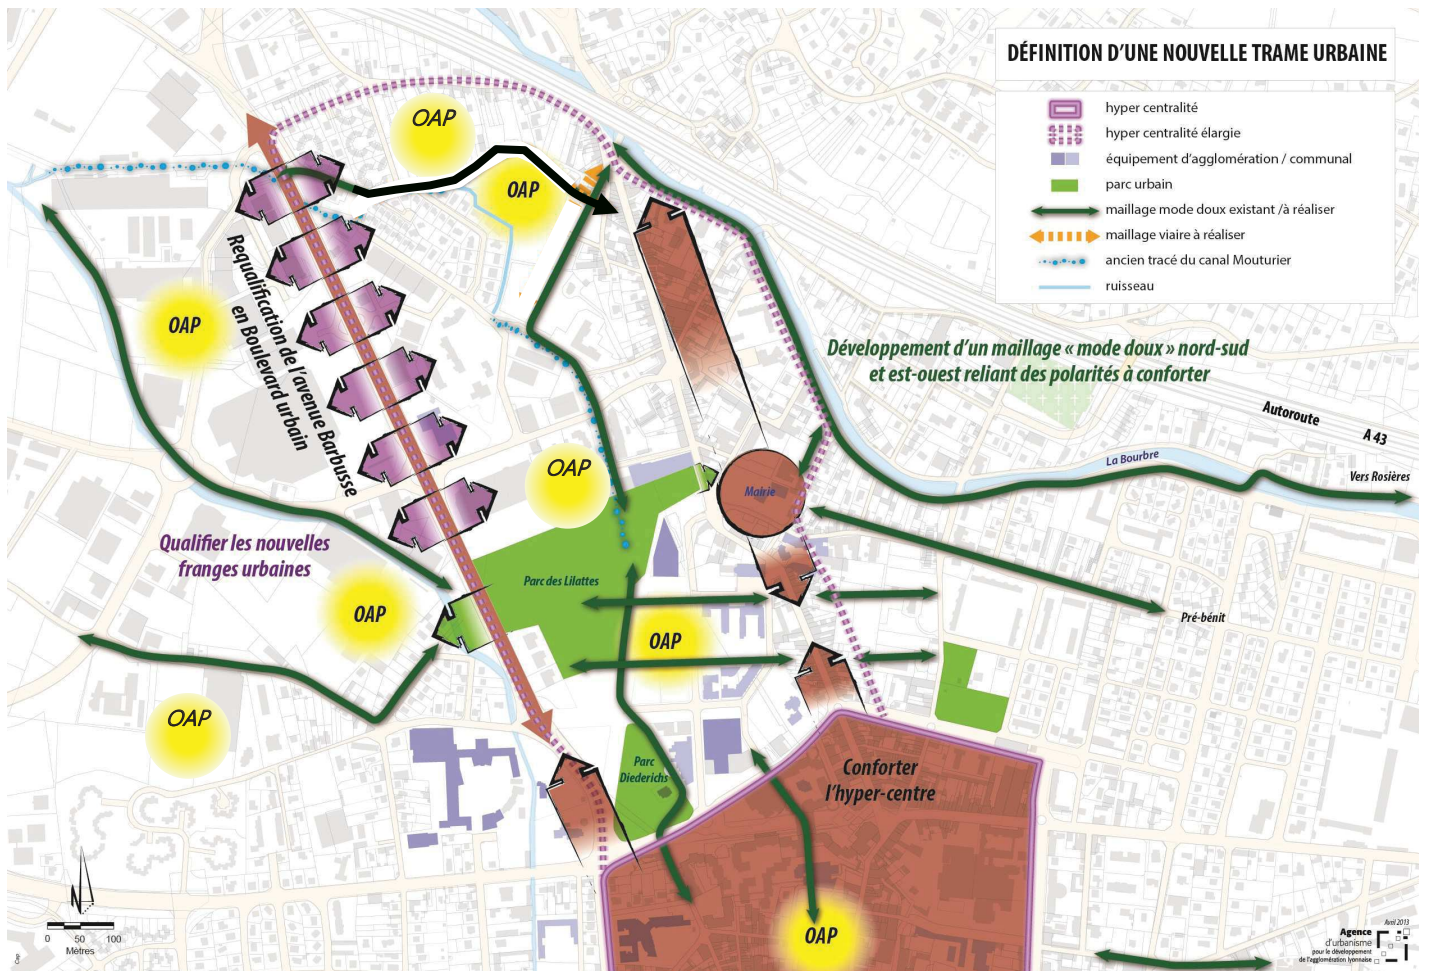 DÉFINITION D'UNE NOUVELLE TRAME URBAINE
hyper centralité
hyper centralité élargie
équipement d'agglomération / communal
parc urbain
maillage mode doux existant /à réaliser
maillage viaire à réaliser
ancien tracé du canal Mouturier
ruisseau
OAP
OAP
OAP
Requalification de l'avenue Barbusse
en Boulevard urbain
Développement d'un maillage « mode doux » nord-sud
et est-ouest reliant des polarités à conforter
Autoroute
A 43
La Bourbre
Vers Rosières
OAP
Mairie
Qualifier les nouvelles
franges urbaines
Parc des Lilattes
OAP
OAP
Pré-bénit
OAP
Parc
Diederichs
Conforter
l'hyper-centre
OAP
N
0 50 100
Mètres
Cap
Avril 2013
Agence
d'urbanisme
pour le développement
de l'agglomération lyonnaise